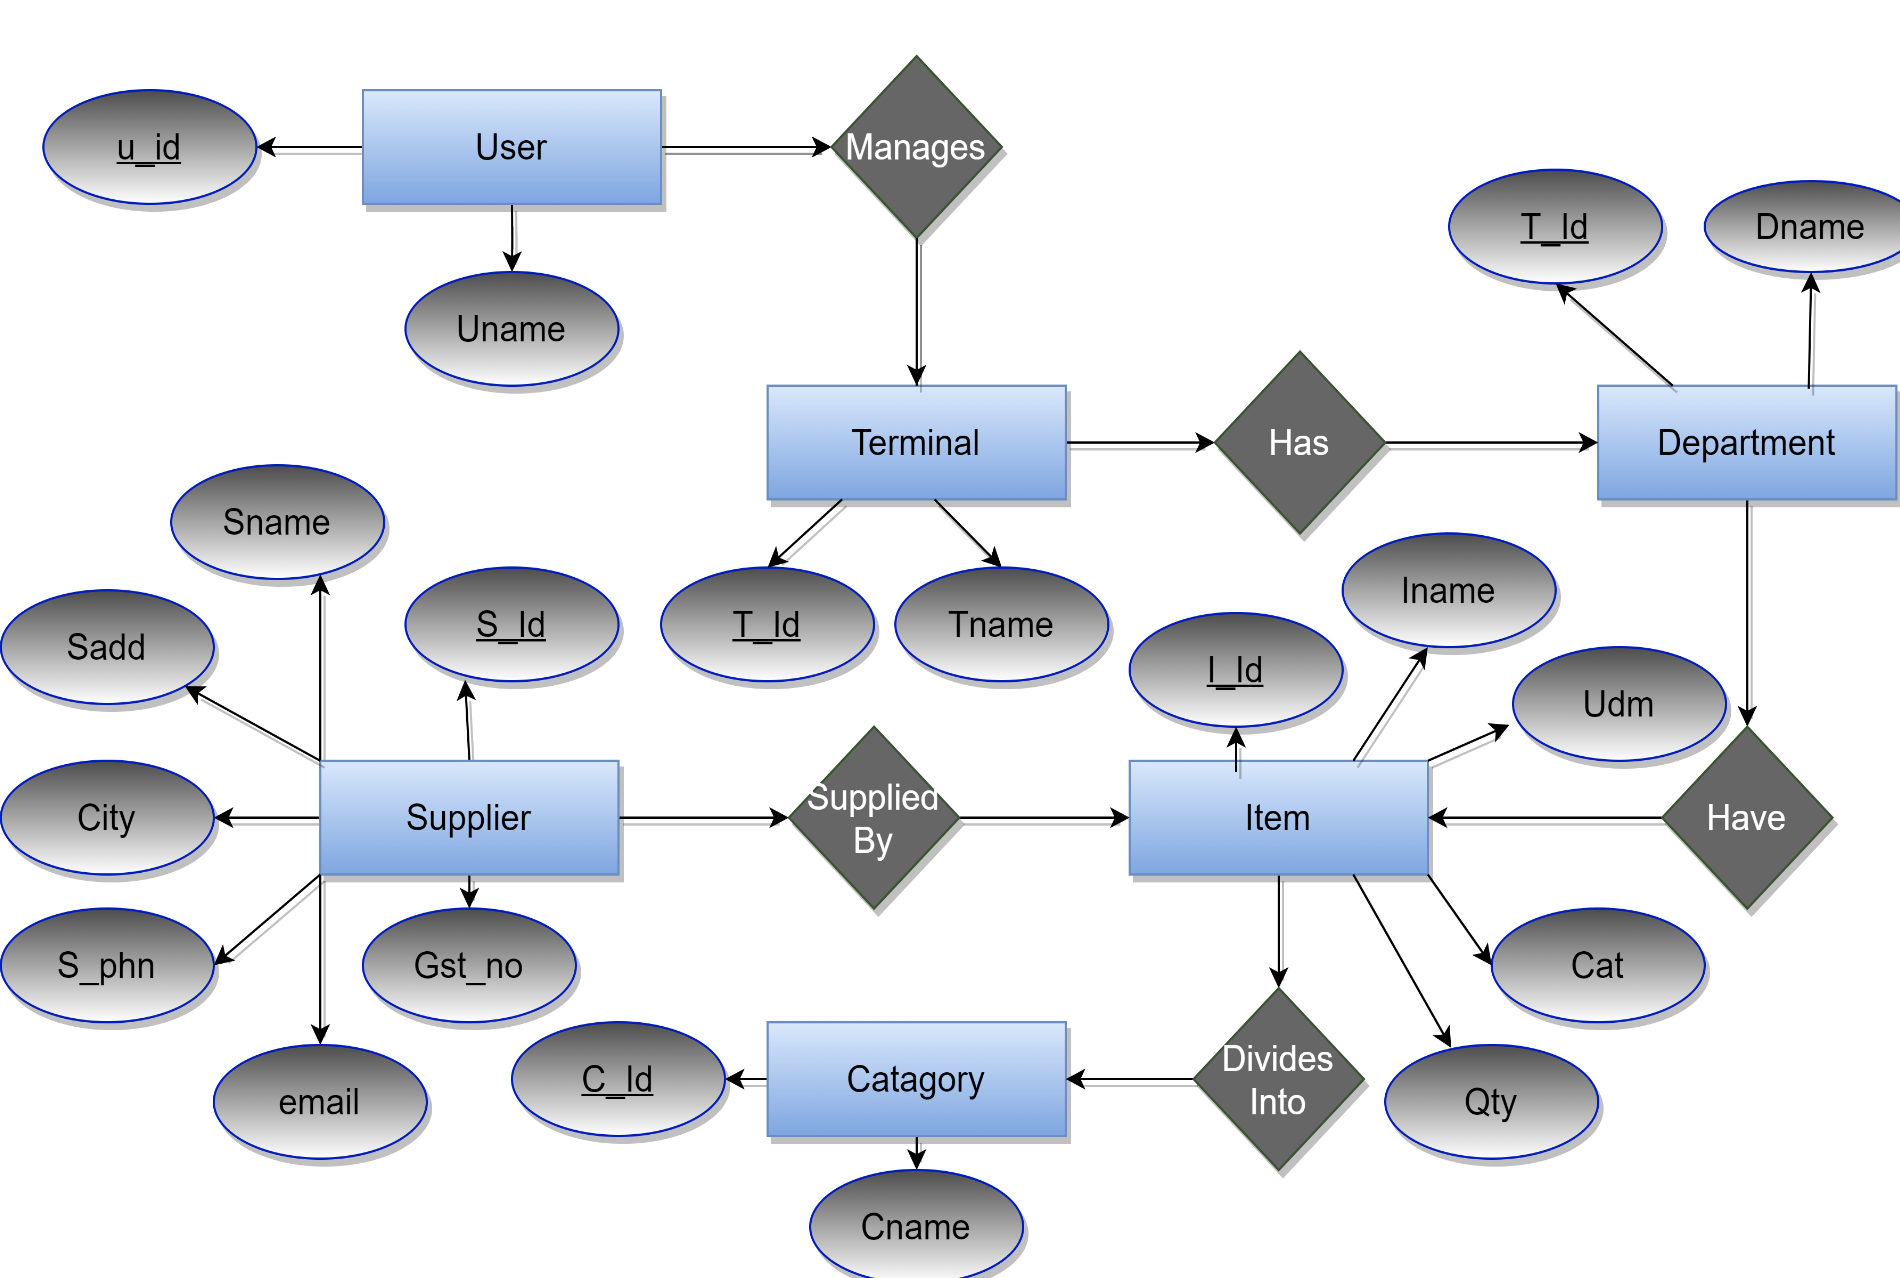 u_id
User
Manages
T_Id
Dname
Uname
Terminal
Has
Department
Sname
Iname
S_Id
T_Id
Tname
Sadd
I_Id
Udm
City
Supplier
Supplied
By
Item
Have
S_phn
Gst_no
Cat
C_Id
Catagory
Divides
Into
email
Qty
Cname